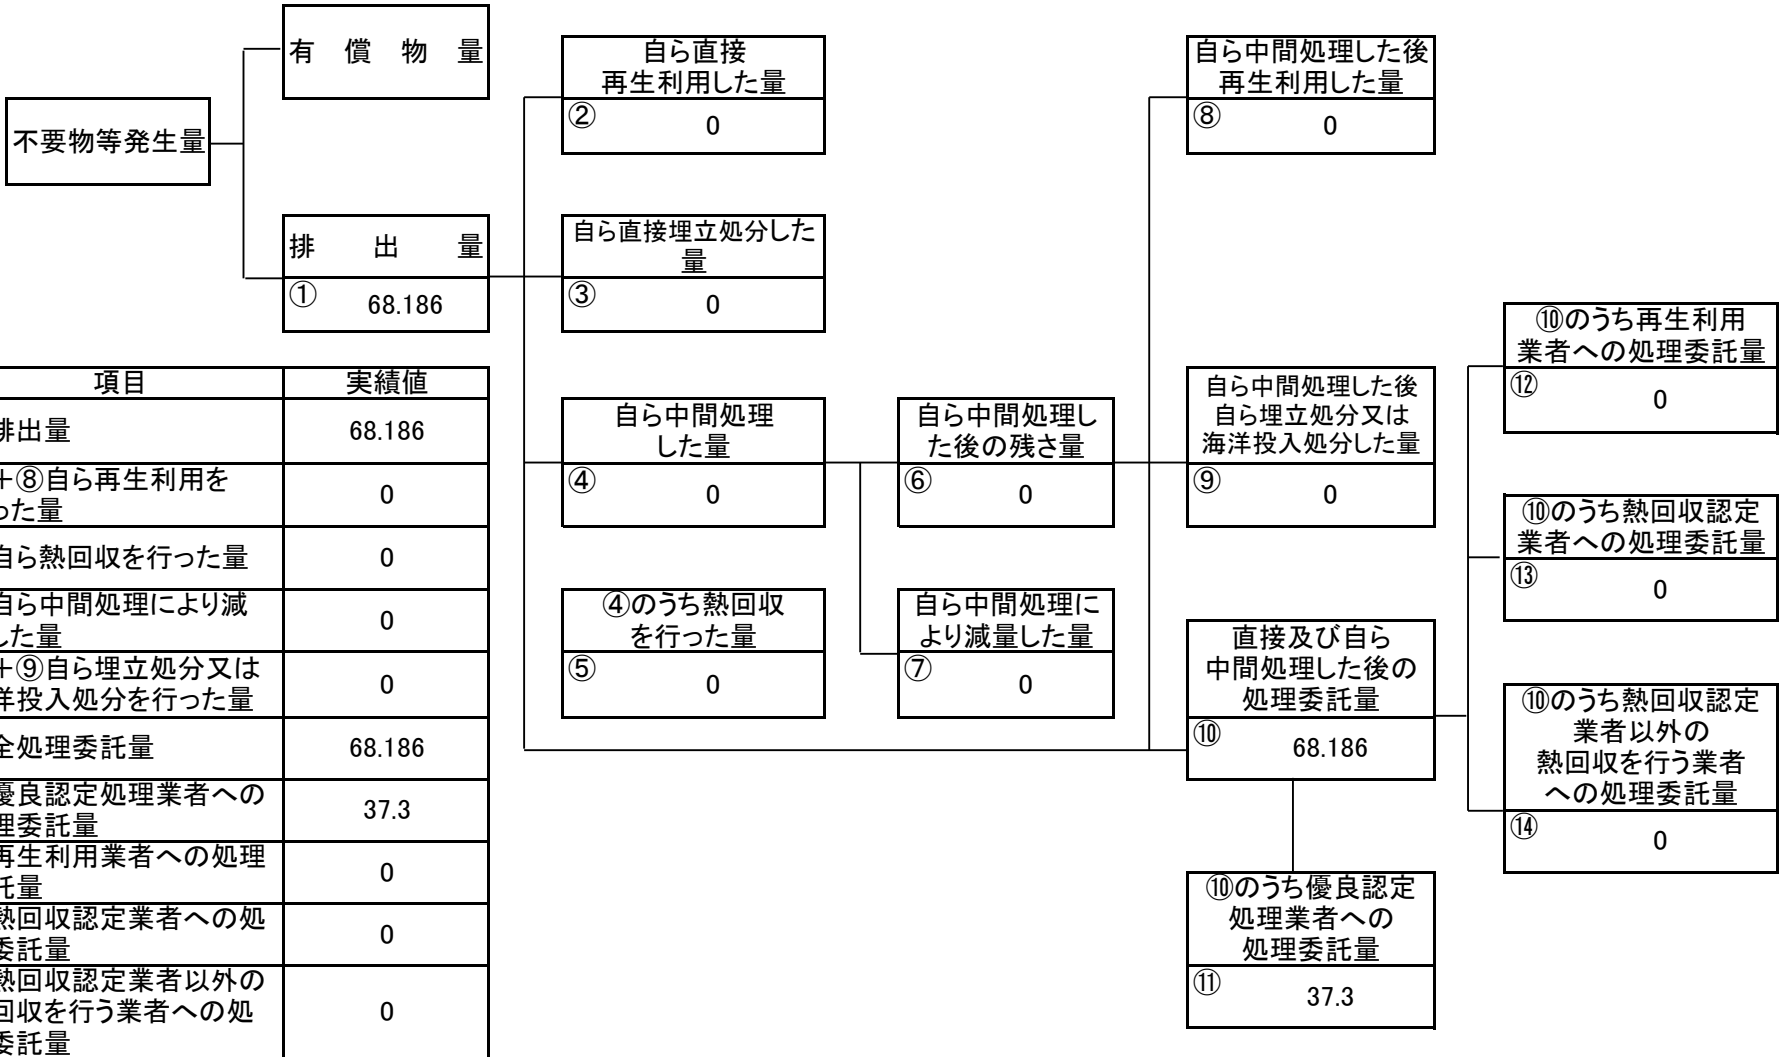 有償物量
不要物等発生量
排出量
① 68.186
自ら直接
再生利用した量
② 0
自ら直接埋立処分した
量
③ 0
自ら中間処理
した量
④ 0
④のうち熱回収
を行った量
⑤ 0
自ら中間処理し
た後の残さ量
⑥ 0
自ら中間処理に
より減量した量
⑦ 0
自ら中間処理した後
再生利用した量
⑧ 0
自ら中間処理した後
自ら埋立処分又は
海洋投入処分した量
⑨ 0
直接及び自ら
中間処理した後の
処理委託量
⑩ 68.186
⑩のうち優良認定
処理業者への
処理委託量
⑪ 37.3
⑩のうち再生利用
業者への処理委託量
⑫ 0
⑩のうち熱回収認定
業者への処理委託量
⑬ 0
⑩のうち熱回収認定
業者以外の
熱回収を行う業者
への処理委託量
⑭ 0
項目 実績値
排出量 68.186
+⑧自ら再生利用を
った量 0
自ら熱回収を行った量 0
自ら中間処理により減
した量 0
+⑨自ら埋立処分又は
洋投入処分を行った量 0
全処理委託量 68.186
優良認定処理業者への
理委託量 37.3
再生利用業者への処理
託量 0
熱回収認定業者への処
委託量 0
熱回収認定業者以外の
回収を行う業者への処
委託量 0